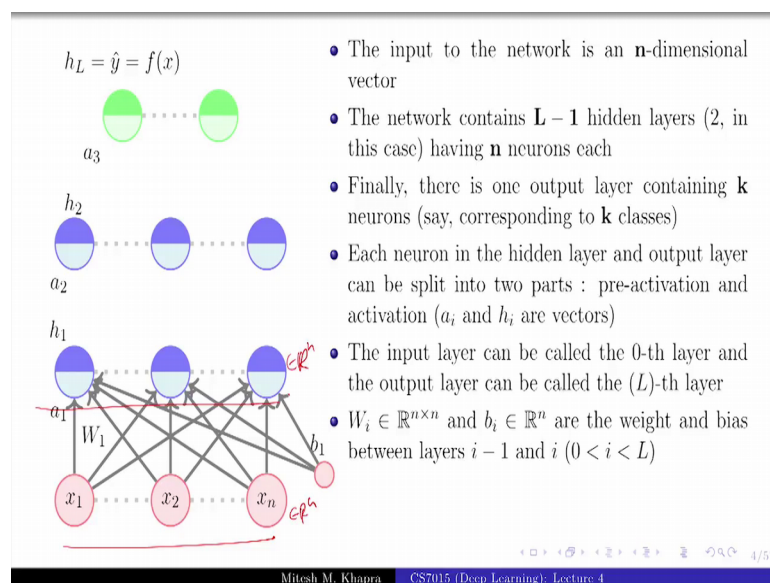 h_L = ŷ = f(x)
a_3
h_2
a_2
h_1
∈ℝⁿ
a_1
W_1
b_1
x_1 x_2 x_n
∈ℝⁿ
The input to the network is an n-dimensional
vector
The network contains L − 1 hidden layers (2, in
this case) having n neurons each
Finally, there is one output layer containing k
neurons (say, corresponding to k classes)
Each neuron in the hidden layer and output layer
can be split into two parts : pre-activation and
activation (a_i and h_i are vectors)
The input layer can be called the 0-th layer and
the output layer can be called the (L)-th layer
W_i ∈ ℝ^{n×n} and b_i ∈ ℝ^n are the weight and bias
between layers i − 1 and i (0 < i < L)
4/5
Mitesh M. Khapra CS7015 (Deep Learning): Lecture 4